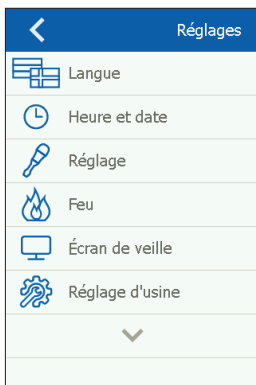 Réglages
Langue
Heure et date
Réglage
Feu
Écran de veille
Réglage d'usine